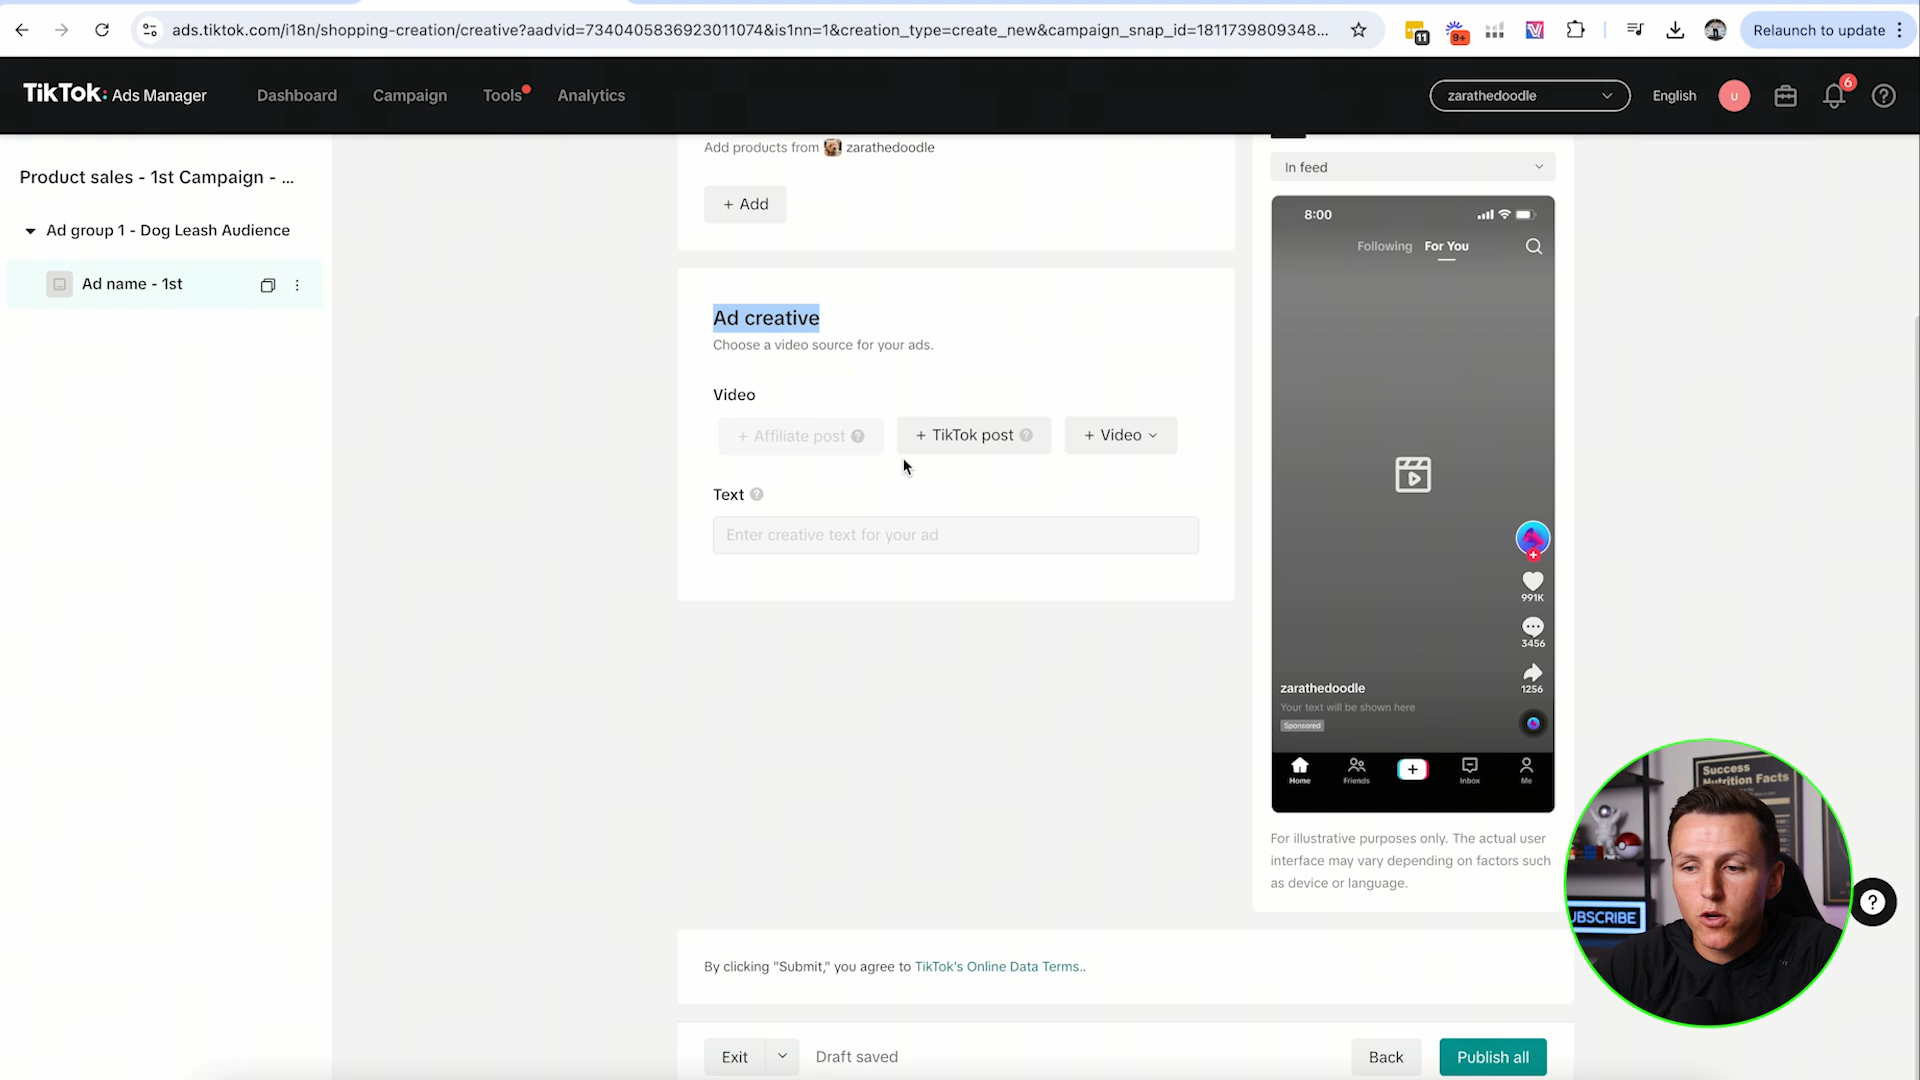 ads.tiktok.com/i18n/shopping-creation/creative?aadvid=7340405836923011074&is1nn=1&creation_type=create_new&campaign_snap_id=1811739809348...
11
9+
Relaunch to update
TikTok: Ads Manager
Dashboard
Campaign
Tools
Analytics
zarathedoodle
English
U
6
Product sales - 1st Campaign - ...
Ad group 1 - Dog Leash Audience
Ad name - 1st
Add products from zarathedoodle
+ Add
Ad creative
Choose a video source for your ads.
Video
+ Affiliate post
+ TikTok post
+ Video
Text
Enter creative text for your ad
In feed
8:00
Following For You
991K
3456
1256
zarathedoodle
Your text will be shown here
Sponsored
Home
Friends
Inbox
Me
For illustrative purposes only. The actual user
interface may vary depending on factors such
as device or language.
By clicking "Submit," you agree to TikTok's Online Data Terms..
Exit
Draft saved
Back
Publish all
Success
Nutrition Facts
UBSCRIBE